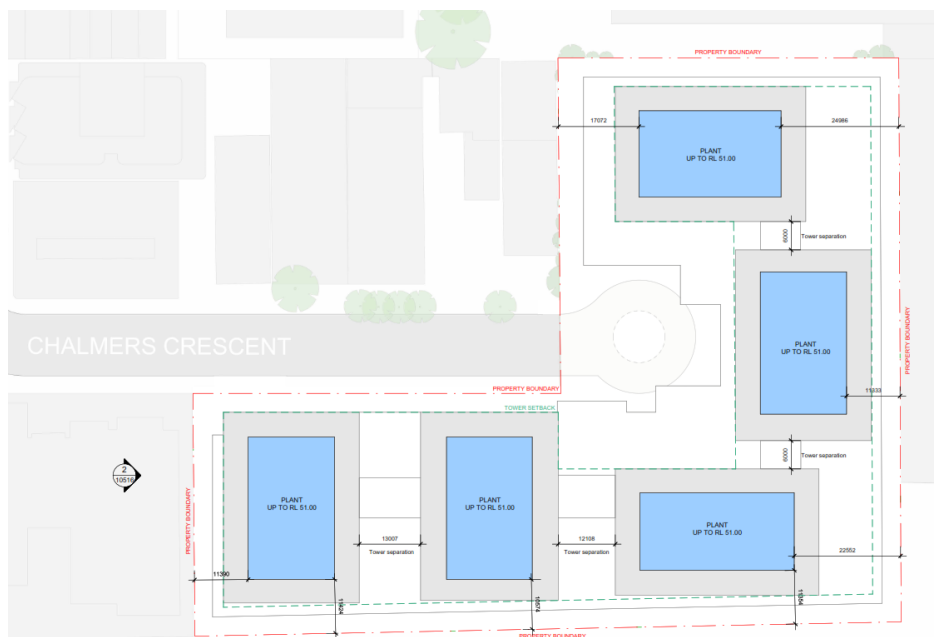 PROPERTY BOUNDARY
17072
24986
PLANT
UP TO RL 51.00
6000
Tower separation
CHALMERS CRESCENT
PLANT
UP TO RL 51.00
PROPERTY BOUNDARY
11333
PROPERTY BOUNDARY
TOWER SETBACK
6000
Tower separation
2
10516
PLANT
UP TO RL 51.00
PLANT
UP TO RL 51.00
PLANT
UP TO RL 51.00
PROPERTY BOUNDARY
13007
Tower separation
12108
Tower separation
22552
11390
11424
10574
PROPERTY BOUNDARY